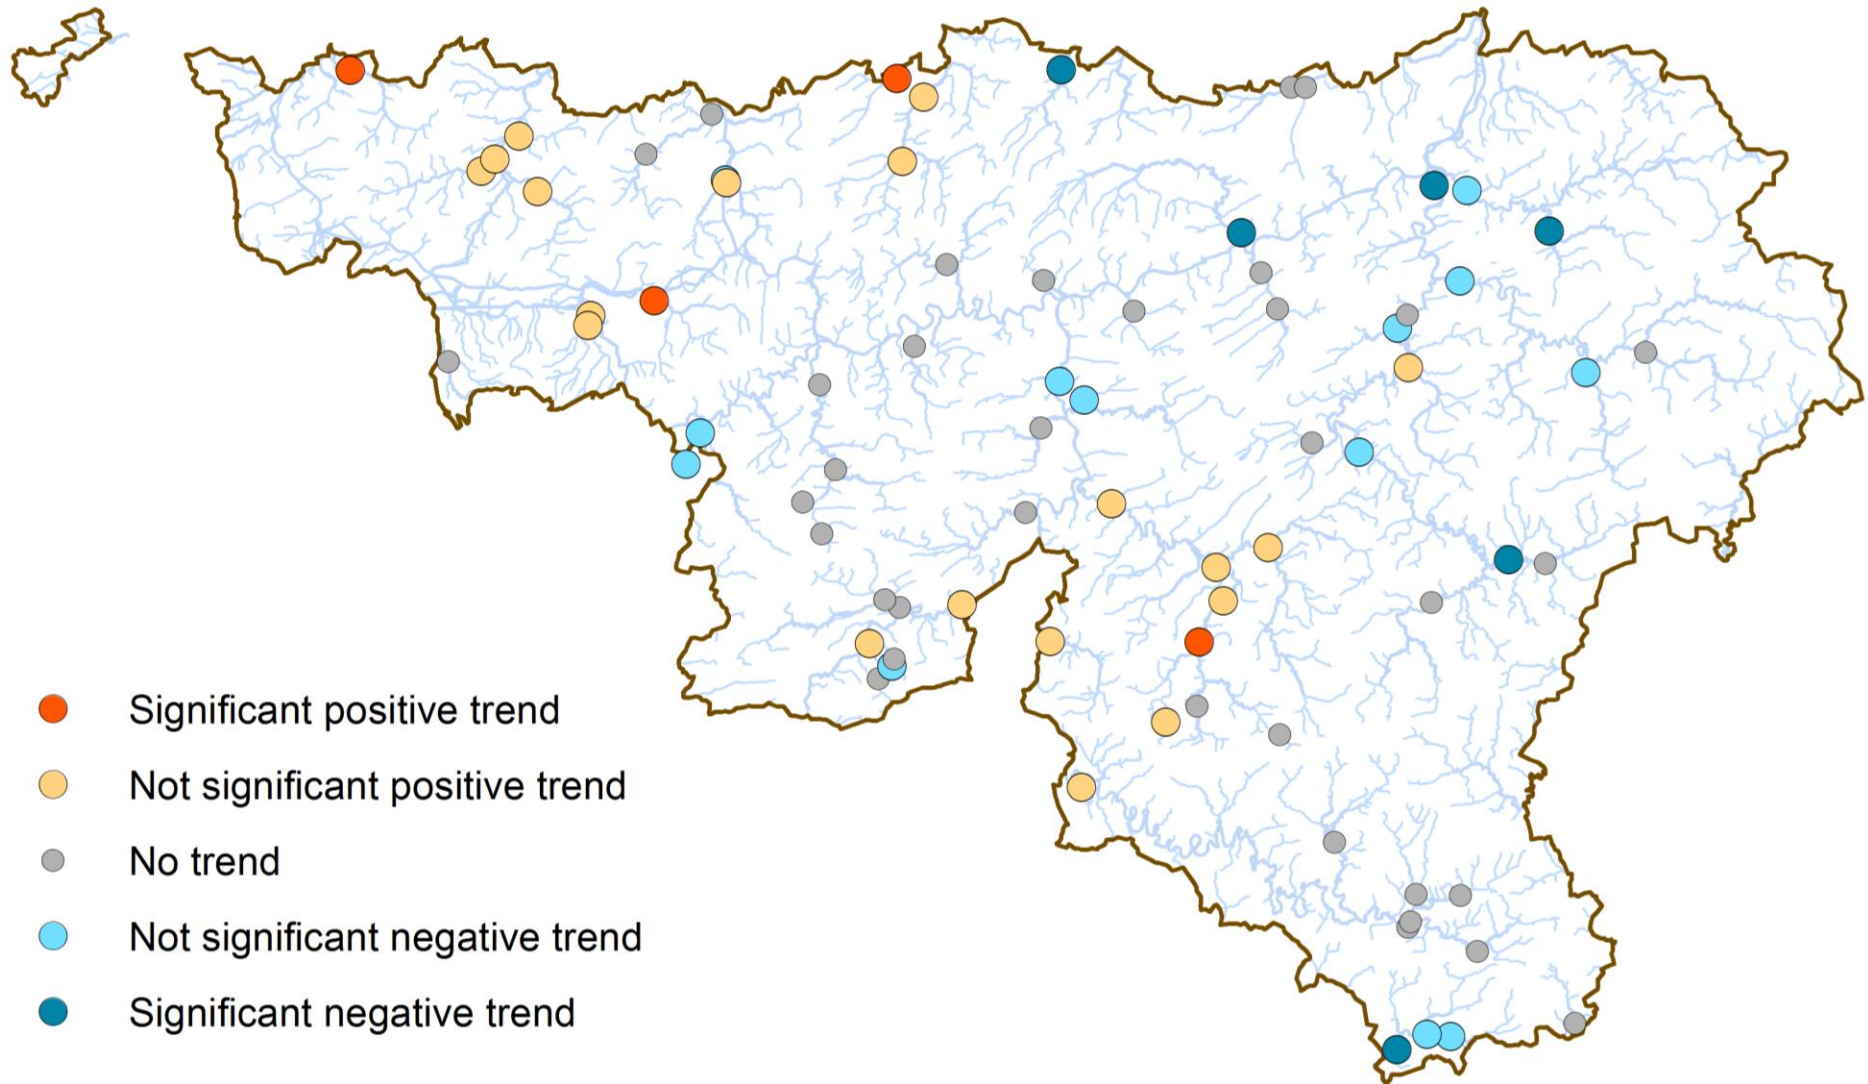 Significant positive trend
Not significant positive trend
No trend
Not significant negative trend
Significant negative trend